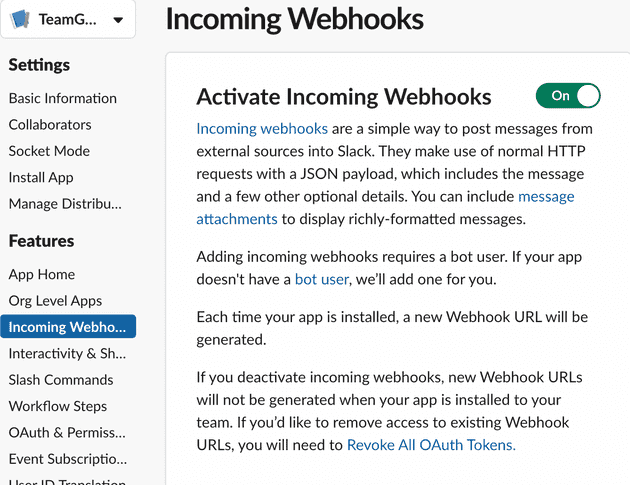 TeamG...
Incoming Webhooks
Settings
Basic Information
Collaborators
Socket Mode
Install App
Manage Distribu...
Features
App Home
Org Level Apps
Incoming Webho...
Interactivity & Sh...
Slash Commands
Workflow Steps
OAuth & Permiss...
Event Subscriptio...
User ID Translation
Activate Incoming Webhooks
On
Incoming webhooks are a simple way to post messages from
external sources into Slack. They make use of normal HTTP
requests with a JSON payload, which includes the message
and a few other optional details. You can include message
attachments to display richly-formatted messages.
Adding incoming webhooks requires a bot user. If your app
doesn't have a bot user, we'll add one for you.
Each time your app is installed, a new Webhook URL will be
generated.
If you deactivate incoming webhooks, new Webhook URLs
will not be generated when your app is installed to your
team. If you'd like to remove access to existing Webhook
URLs, you will need to Revoke All OAuth Tokens.